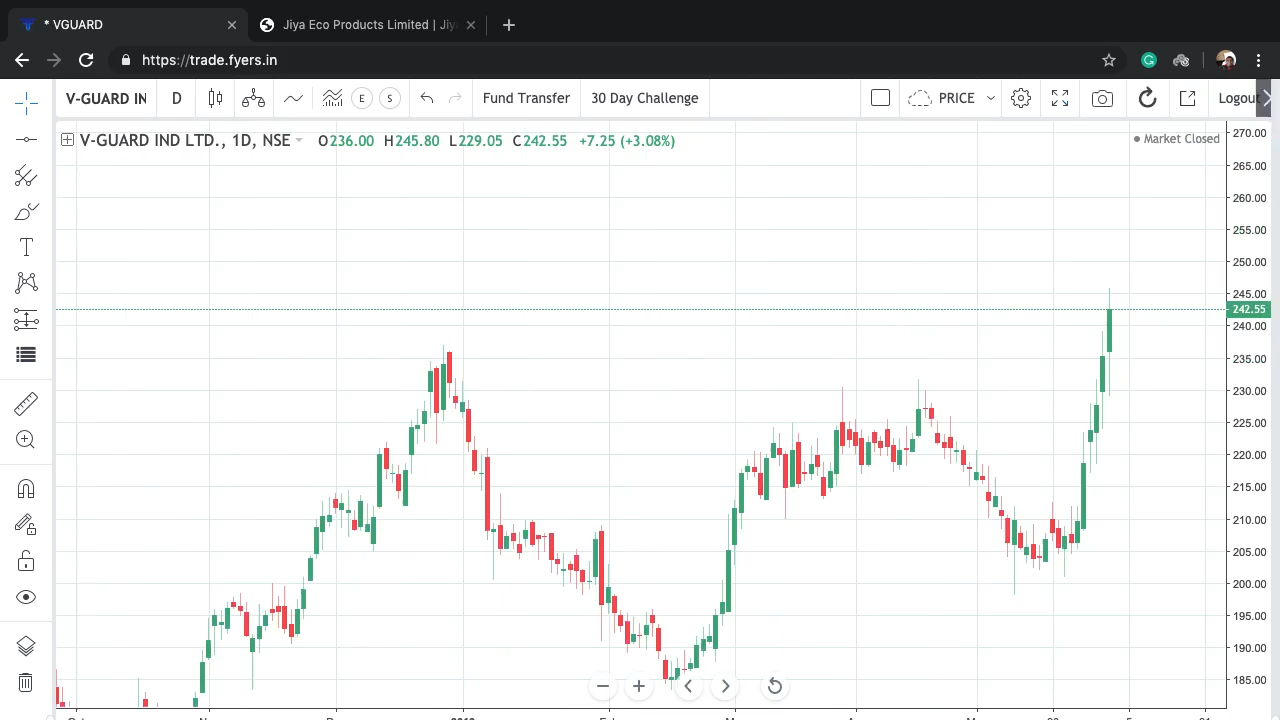 * VGUARD
Jiya Eco Products Limited | Jiy
https://trade.fyers.in
V-GUARD IN
D
E
S
Fund Transfer
30 Day Challenge
PRICE
Logout
V-GUARD IND LTD., 1D, NSE
O236.00 H245.80 L229.05 C242.55 +7.25 (+3.08%)
Market Closed
270.00
265.00
260.00
255.00
250.00
245.00
242.55
240.00
235.00
230.00
225.00
220.00
215.00
210.00
205.00
200.00
195.00
190.00
185.00
T